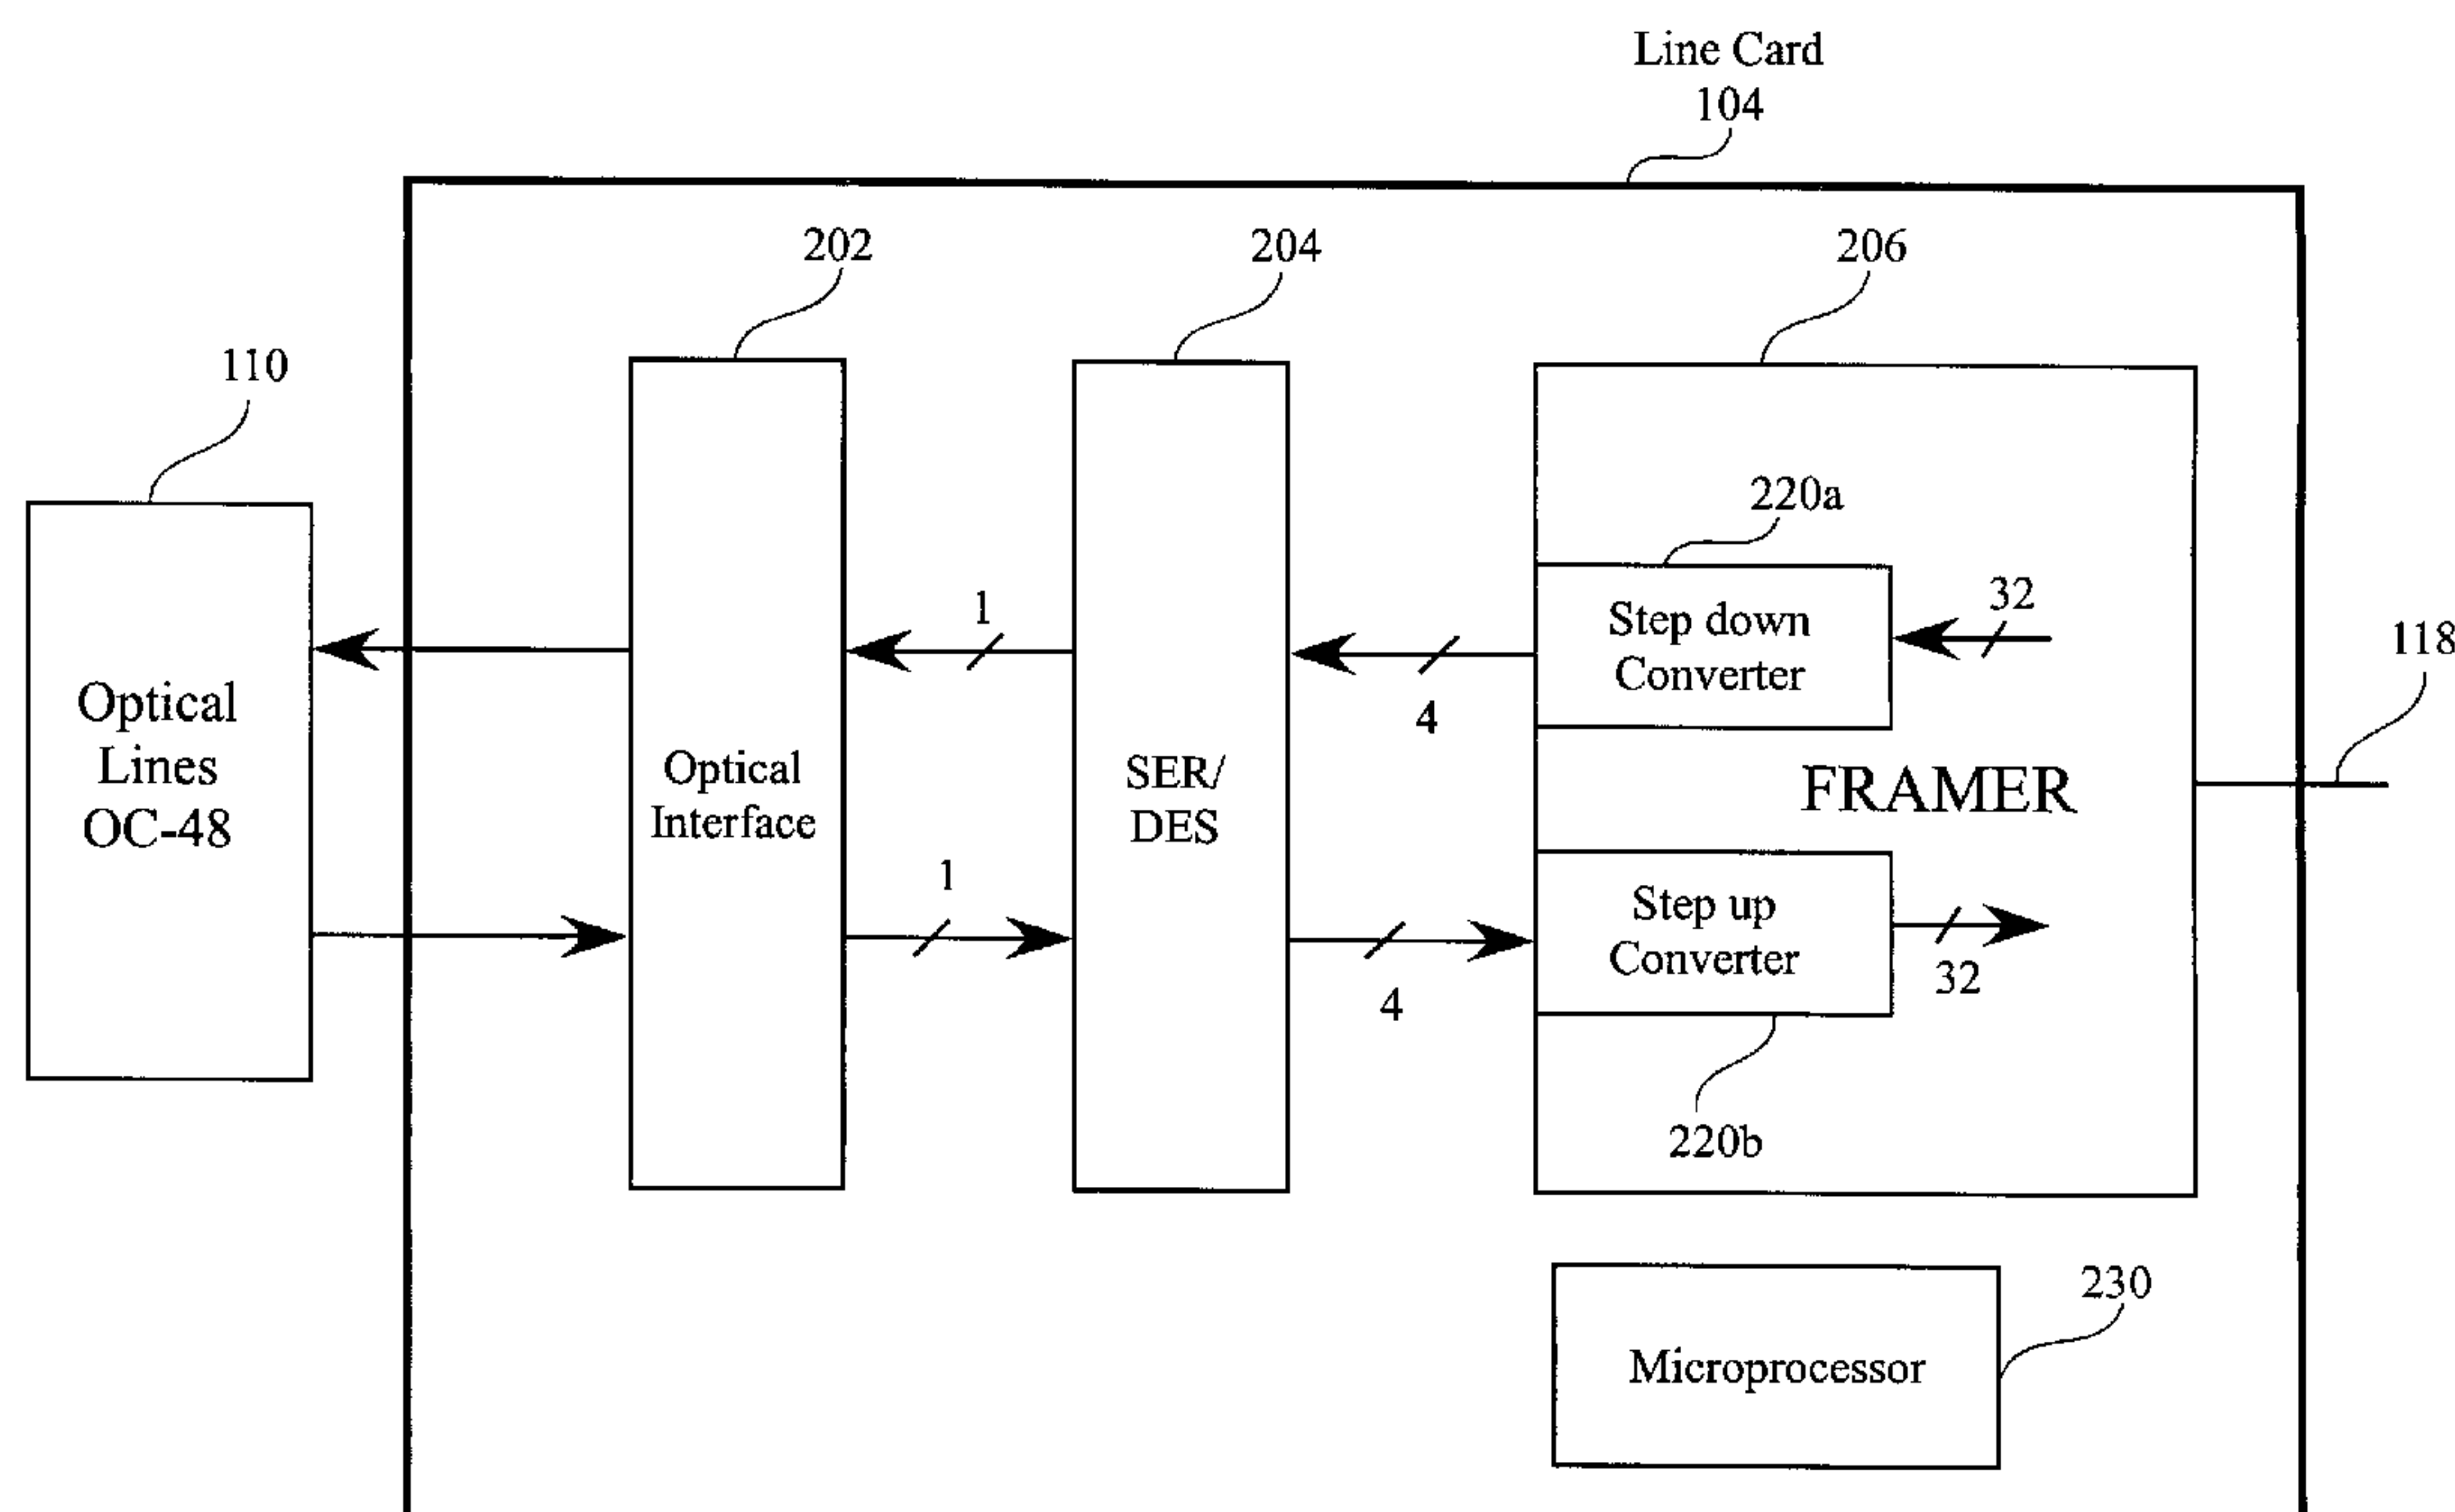 Line Card
104
202
204
206
110
220a
1
32
Step down
Converter
118
4
Optical
Lines
OC-48
Optical
Interface
SER/
DES
FRAMER
1
Step up
Converter
4
32
220b
230
Microprocessor